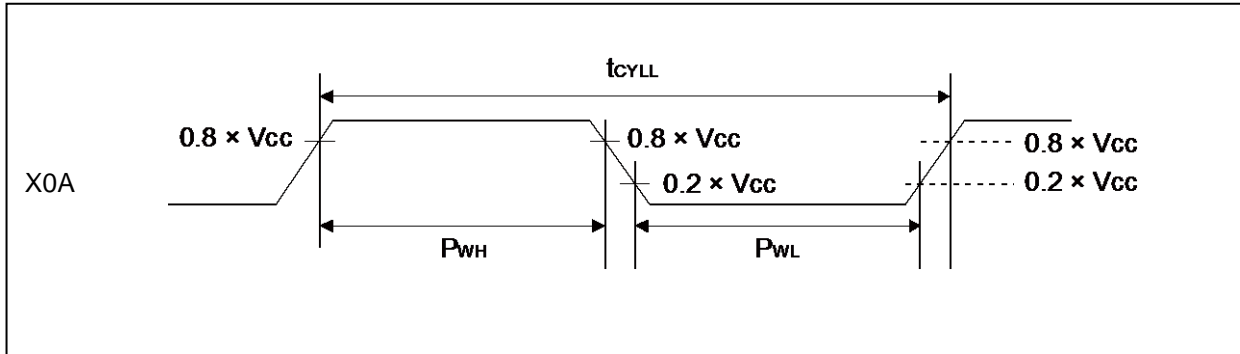 tCYLL
0.8 × Vcc 0.8 × Vcc 0.8 × Vcc
X0A 0.2 × Vcc 0.2 × Vcc
PWH PWL